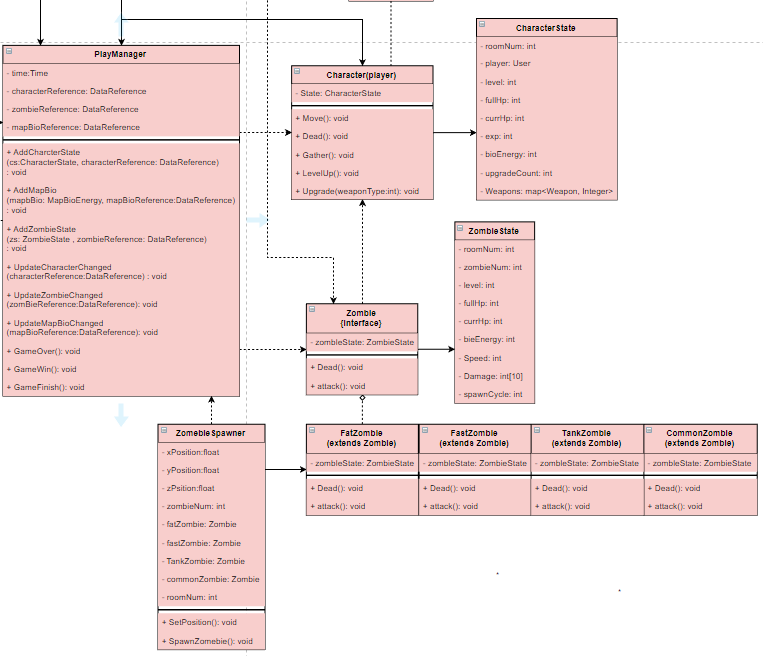 PlayManager
- time:Time
- characterReference: DataReference
- zombieReference: DataReference
- mapBioReference: DataReference
+ AddCharcterState
(cs:CharacterState, characterReference: DataReference)
: void
+ AddMapBio
(mapbBio: MapBioEnergy, mapBioReference:DataReference)
: void
+ AddZombieState
(zs: ZombieState , zombieReference: DataReference)
: void
+ UpdateCharacterChanged
(characterReference:DataReference) : void
+ UpdateZombieChanged
(zomBieReference:DataReference): void
+ UpdateMapBioChanged
(mapBioReference:DataReference): void
+ GameOver(): void
+ GameWin(): void
+ GameFinish(): void
Character(player)
- State: CharacterState
+ Move(): void
+ Dead(): void
+ Gather(): void
+ LevelUp(): void
+ Upgrade(weaponType:int): void
CharacterState
- roomNum: int
- player: User
- level: int
- fullHp: int
- currHp: int
- exp: int
- bioEnergy: int
- upgradeCount: int
- Weapons: map<Weapon, Integer>
ZombieState
- roomNum: int
- zombieNum: int
- level: int
- fullHp: int
- currHp: int
- bieEnergy: int
- Speed: int
- Damage: int[10]
- spawnCycle: int
Zombie
{interface}
- zombleState: ZombieState
+ Dead(): void
+ attack(): void
ZomebieSpawner
- xPosition:float
- yPosition:float
- zPsition:float
- zombieNum: int
- fatZombie: Zombie
- fastZombie: Zombie
- TankZombie: Zombie
- commonZombie: Zombie
- roomNum: int
+ SetPosition(): void
+ SpawnZomebie(): void
FatZombie
(extends Zombie)
- zombleState: ZombieState
+ Dead(): void
+ attack(): void
FastZombie
(extends Zombie)
- zombleState: ZombieState
+ Dead(): void
+ attack(): void
TankZombie
(extends Zombie)
- zombleState: ZombieState
+ Dead(): void
+ attack(): void
CommonZombie
(extends Zombie)
- zombleState: ZombieState
+ Dead(): void
+ attack(): void